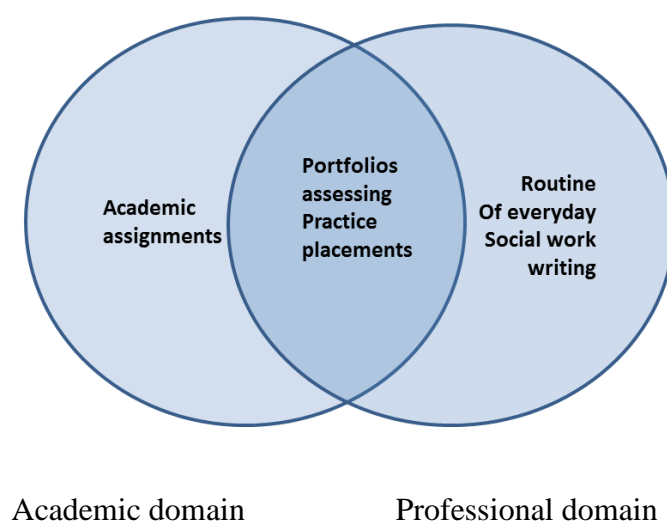 Academic
assignments
Portfolios
assessing
Practice
placements
Routine
Of everyday
Social work
writing
Academic domain
Professional domain